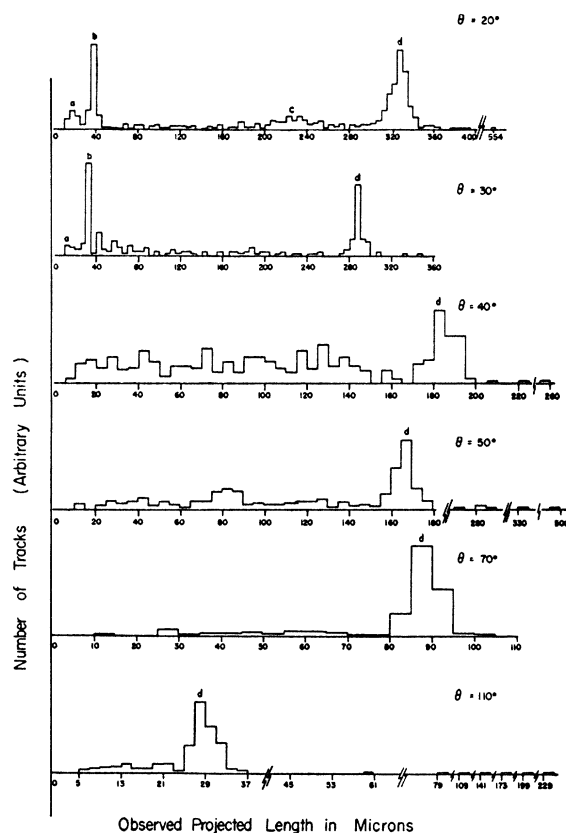 b d θ = 20°
a c
0 40 80 120 160 200 240 280 320 360 400 554
b d θ = 30°
a
0 40 80 120 160 200 240 280 320 360
d θ = 40°
0 20 40 60 80 100 120 140 160 180 200 220 260
d θ = 50°
0 20 40 60 80 100 120 140 160 180 330 500
d θ = 70°
0 10 20 30 40 50 60 70 80 90 100 110
d θ = 110°
0 5 13 21 29 37 45 53 61 79 109 141 173 199 229
Number of Tracks (Arbitrary Units)
Observed Projected Length in Microns